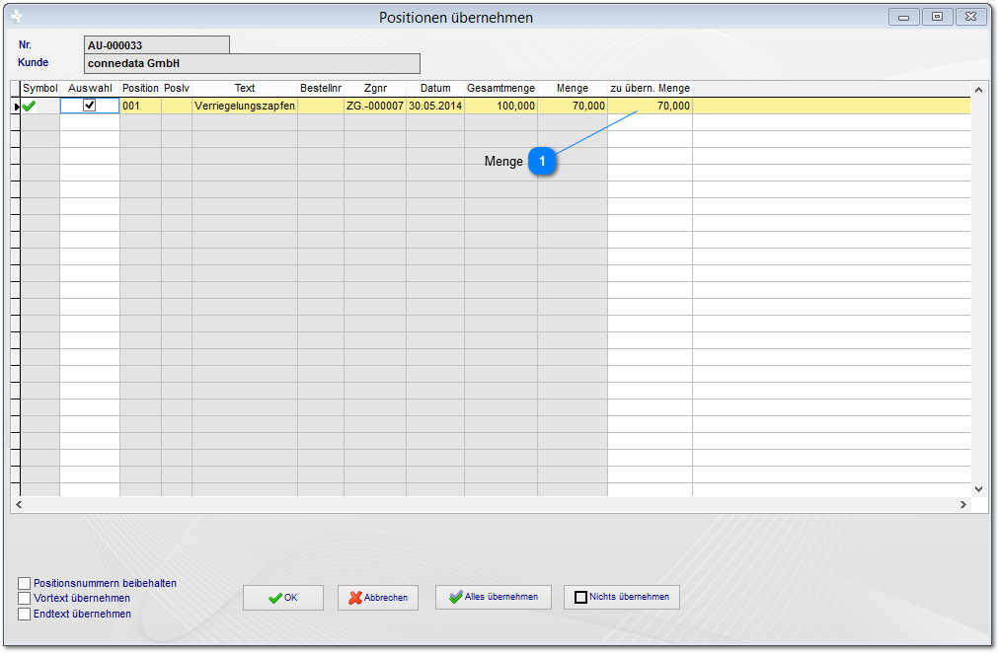 Positionen übernehmen
Nr. AU-000033
Kunde connedata GmbH
Symbol Auswahl Position Poslv Text Bestellnr Zgnr Datum Gesamtmenge Menge zu übern. Menge
001 Verriegelungszapfen ZG.-000007 30.05.2014 100,000 70,000 70,000
Menge 1
Positionsnummern beibehalten
Vortext übernehmen
Endtext übernehmen
OK Abbrechen Alles übernehmen Nichts übernehmen